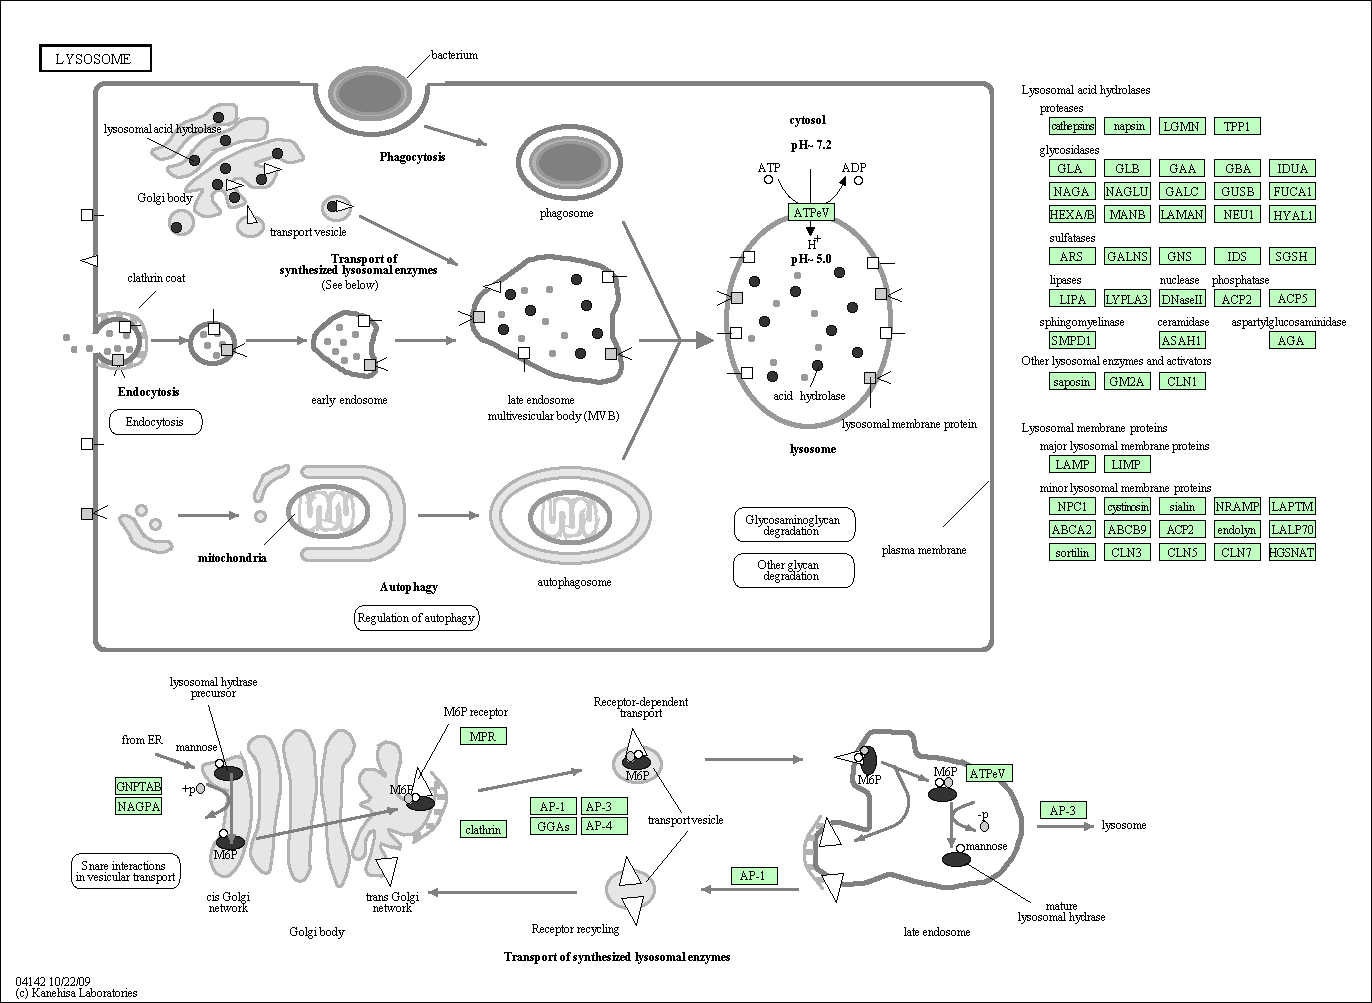 LYSOSOME
bacterium
lysosomal acid hydrolase
Golgi body
Phagocytosis
phagosome
transport vesicle
Transport of
synthesized lysosomal enzymes
(See below)
clathrin coat
Endocytosis
Endocytosis
early endosome
late endosome
multivesicular body (MVB)
cytosol
pH~ 7.2
ATP
ADP
ATPeV
H+
pH~ 5.0
acid hydrolase
lysosomal membrane protein
lysosome
mitochondria
Autophagy
Regulation of autophagy
autophagosome
Glycosaminoglycan
degradation
Other glycan
degradation
plasma membrane
Lysosomal acid hydrolases
proteases
cathepsins napsin LGMN TPP1
glycosidases
GLA GLB GAA GBA IDUA
NAGA NAGLU GALC GUSB FUCA1
HEXA/B MANB LAMAN NEU1 HYAL1
sulfatases
ARS GALNS GNS IDS SGSH
lipases nuclease phosphatase
LIPA LYPLA3 DNaseII ACP2 ACP5
sphingomyelinase ceramidase aspartylglucosaminidase
SMPD1 ASAH1 AGA
Other lysosomal enzymes and activators
saposin GM2A CLN1
Lysosomal membrane proteins
major lysosomal membrane proteins
LAMP LIMP
minor lysosomal membrane proteins
NPC1 cystinosin sialin NRAMP LAPTM
ABCA2 ABCB9 ACP2 endolyn LALP70
sortilin CLN3 CLN5 CLN7 HGSNAT
lysosomal hydrase
precursor
from ER
mannose
GNPTAB
NAGPA
+p
M6P
Snare interactions
in vesicular transport
cis Golgi
network
Golgi body
trans Golgi
network
M6P receptor
MPR
M6P
clathrin
AP-1 AP-3
GGAs AP-4
Receptor-dependent
transport
M6P
transport vesicle
Receptor recycling
AP-1
M6P
M6P
ATPeV
-p
mannose
AP-3
lysosome
mature
lysosomal hydrase
late endosome
Transport of synthesized lysosomal enzymes
04142 10/22/09
(c) Kanehisa Laboratories